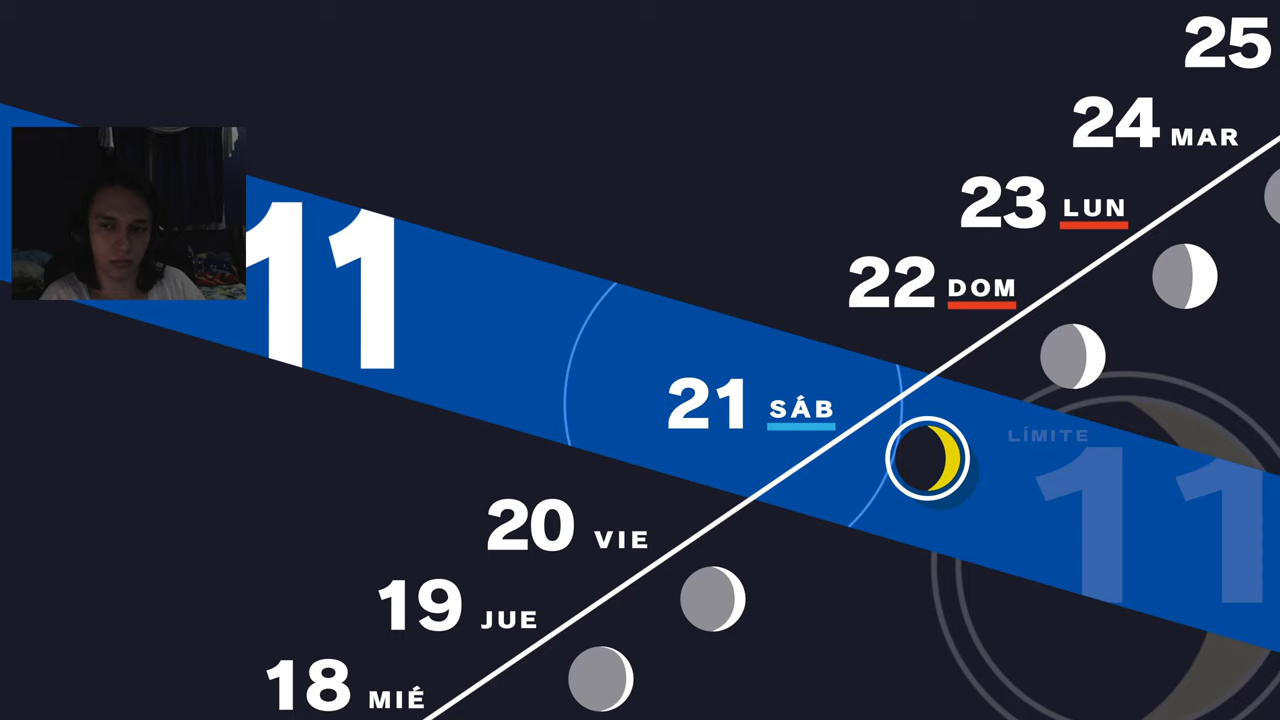 25
24 MAR
23 LUN
22 DOM
11
21 SÁB
LÍMITE
11
20 VIE
19 JUE
18 MIÉ